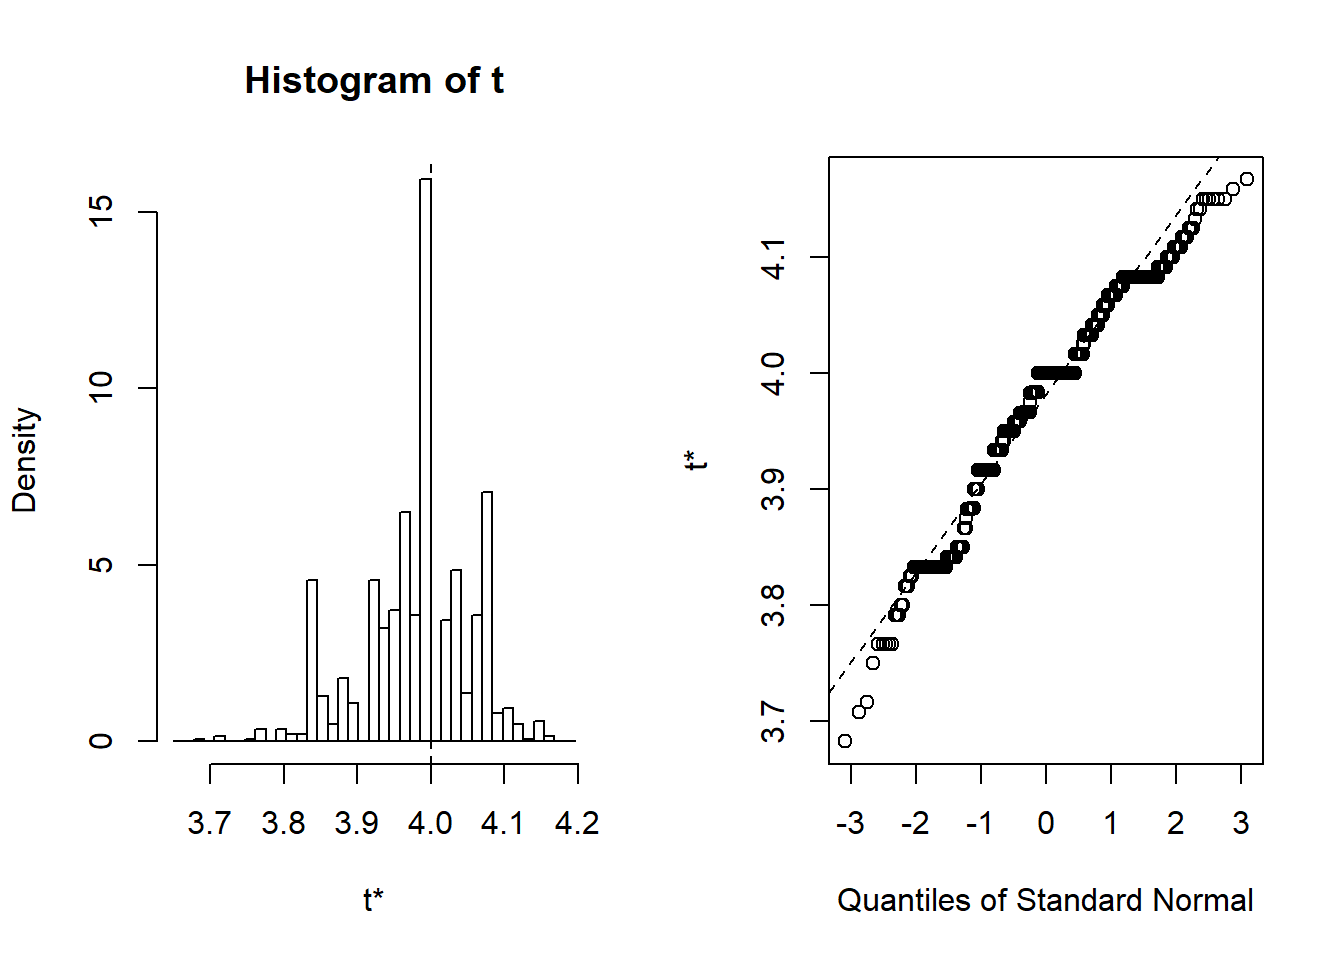 Histogram of t
Density
0
5
10
15
3.7 3.8 3.9 4.0 4.1 4.2
t*
t*
3.7
3.8
3.9
4.0
4.1
-3 -2 -1 0 1 2 3
Quantiles of Standard Normal